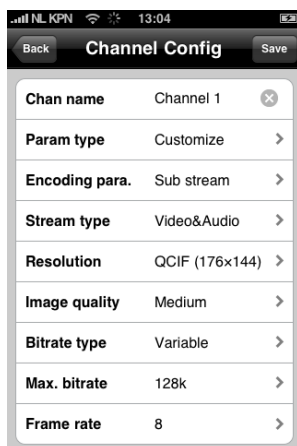 NL KPN 13:04
Back Channel Config Save
Chan name Channel 1
Param type Customize
Encoding para. Sub stream
Stream type Video&Audio
Resolution QCIF (176×144)
Image quality Medium
Bitrate type Variable
Max. bitrate 128k
Frame rate 8